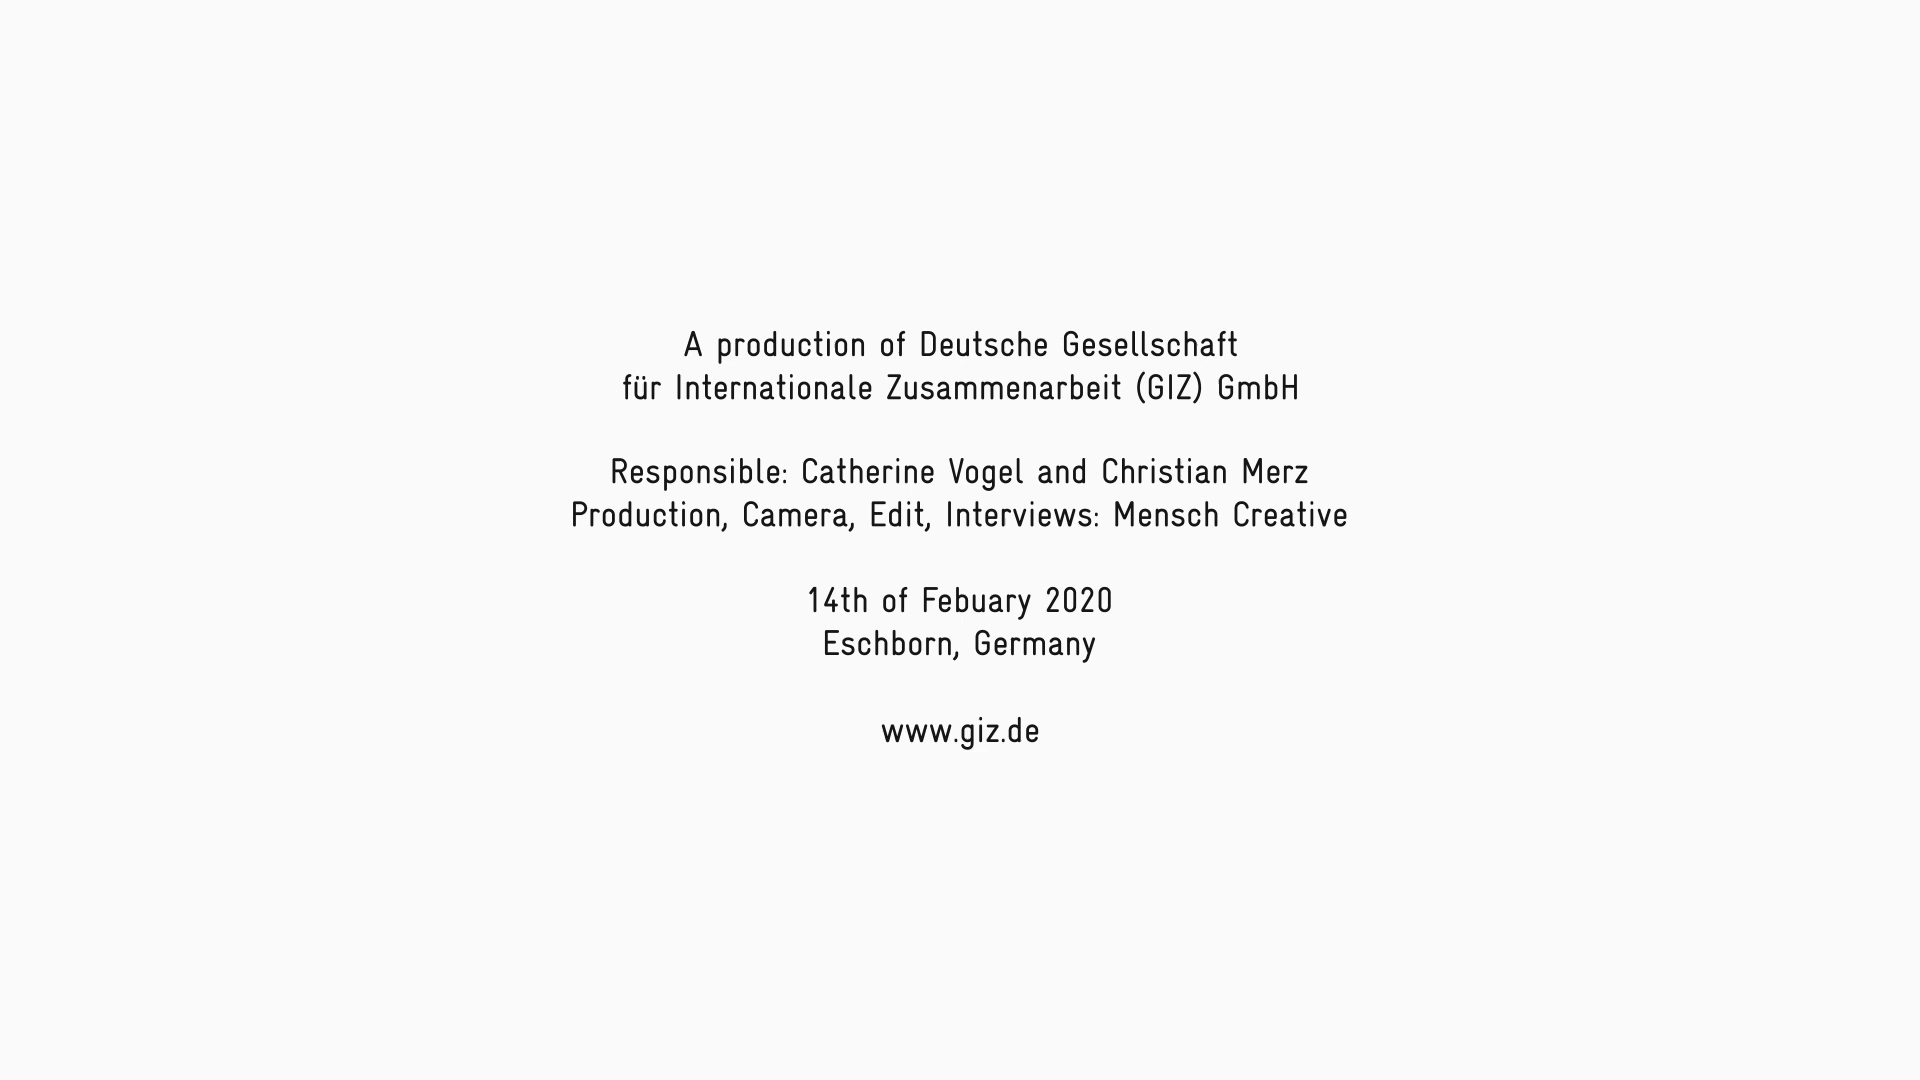 A production of Deutsche Gesellschaft
für Internationale Zusammenarbeit (GIZ) GmbH
Responsible: Catherine Vogel and Christian Merz
Production, Camera, Edit, Interviews: Mensch Creative
14th of Febuary 2020
Eschborn, Germany
www.giz.de